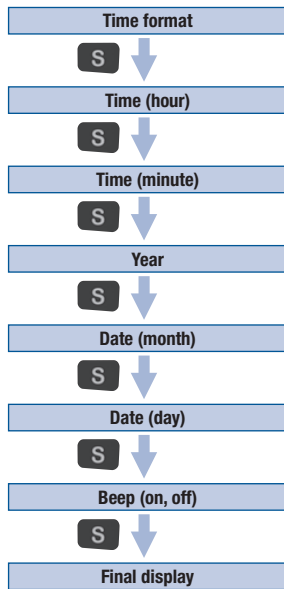 Time format
S
Time (hour)
S
Time (minute)
S
Year
S
Date (month)
S
Date (day)
S
Beep (on, off)
S
Final display